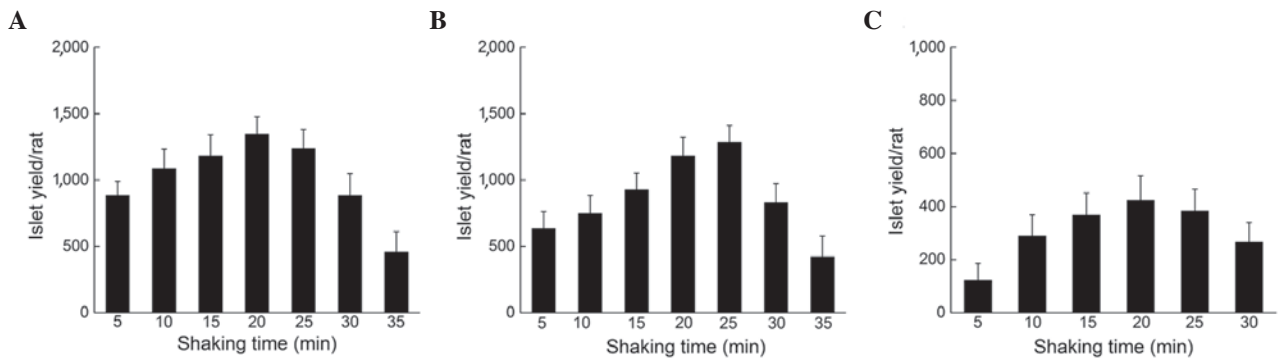 A
Islet yield/rat
2,000
1,500
1,000
500
0
5 10 15 20 25 30 35
Shaking time (min)
B
Islet yield/rat
2,000
1,500
1,000
500
0
5 10 15 20 25 30 35
Shaking time (min)
C
Islet yield/rat
1,000
800
600
400
200
0
5 10 15 20 25 30
Shaking time (min)